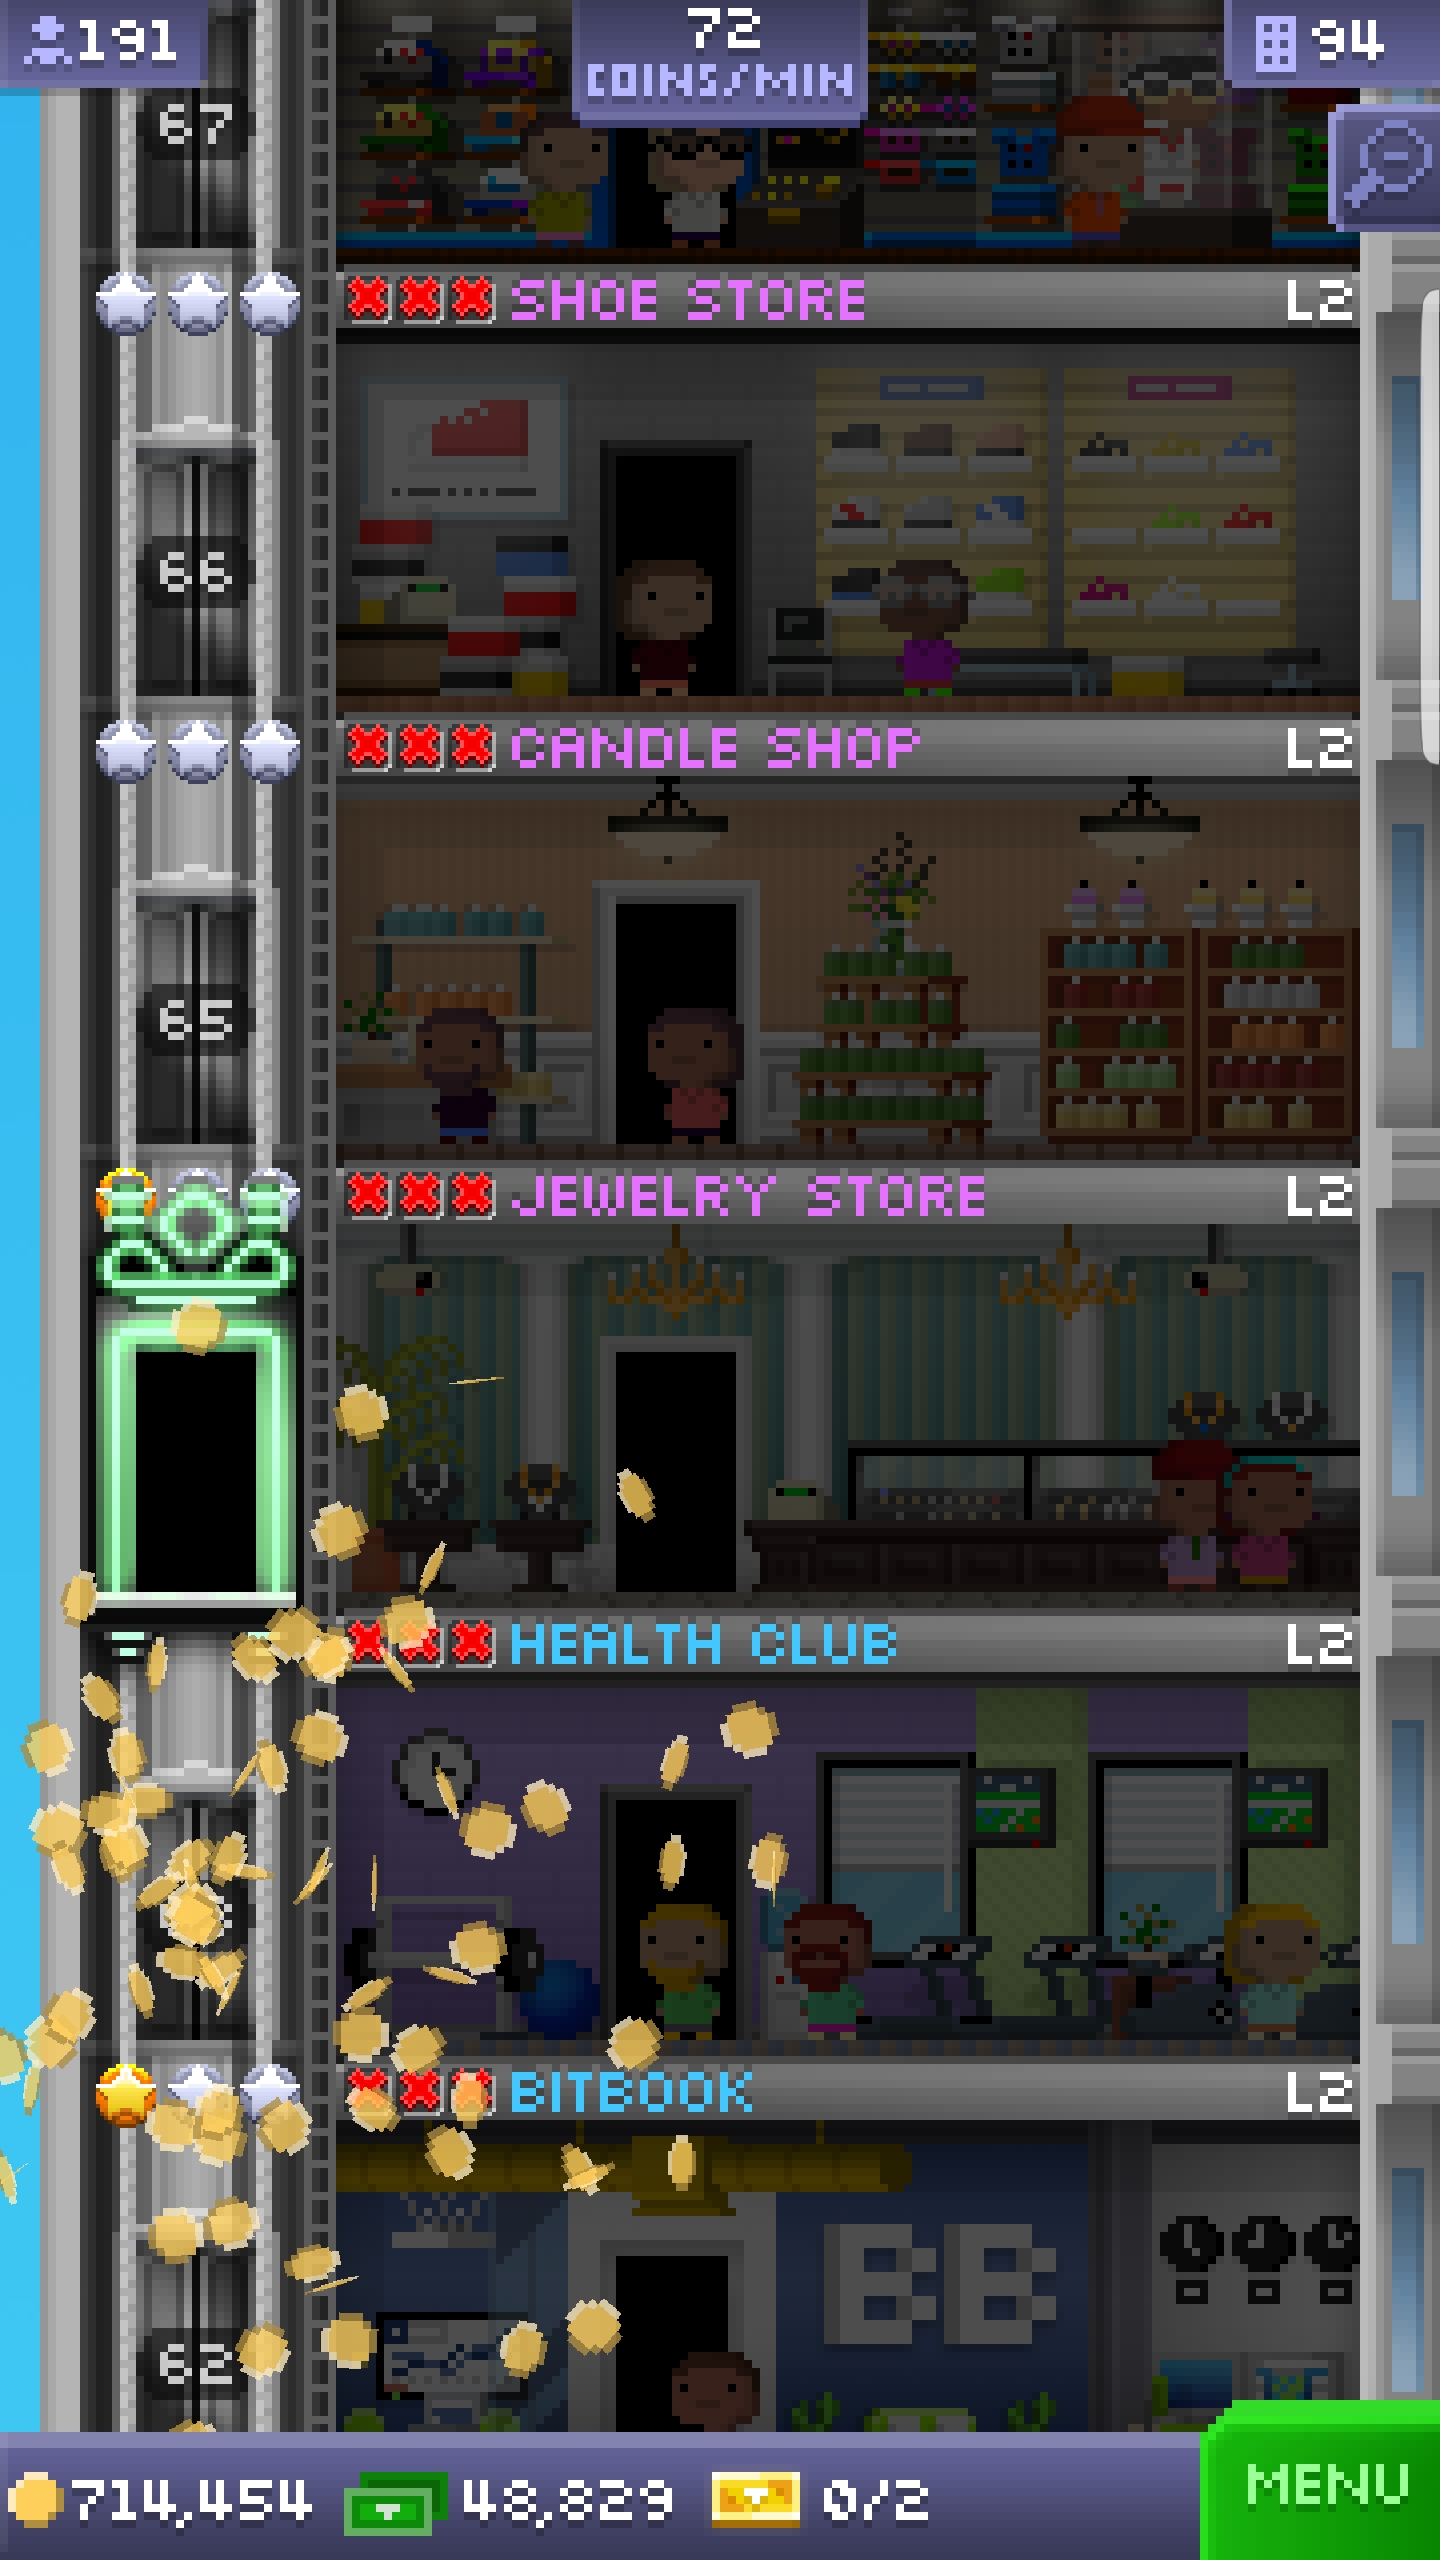 191
72
COINS/MIN
94
67
SHOE STORE L2
66
CANDLE SHOP L2
65
JEWELRY STORE L2
HEALTH CLUB L2
BITBOOK L2
BB
62
714,454 48,829 0/2 MENU